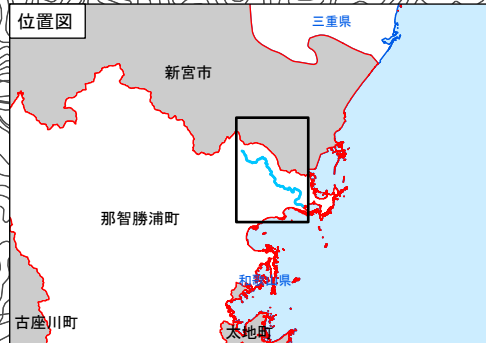 位置図
三重県
新宮市
那智勝浦町
和歌山県
古座川町
太地町